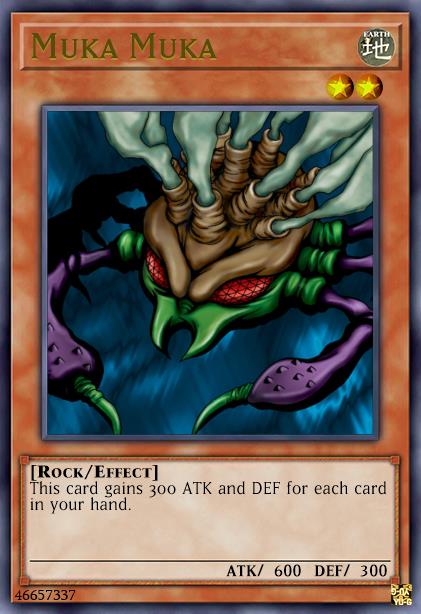 Muka Muka
EARTH
地
[Rock/Effect]
This card gains 300 ATK and DEF for each card
in your hand.
ATK/ 600 DEF/ 300
46657337